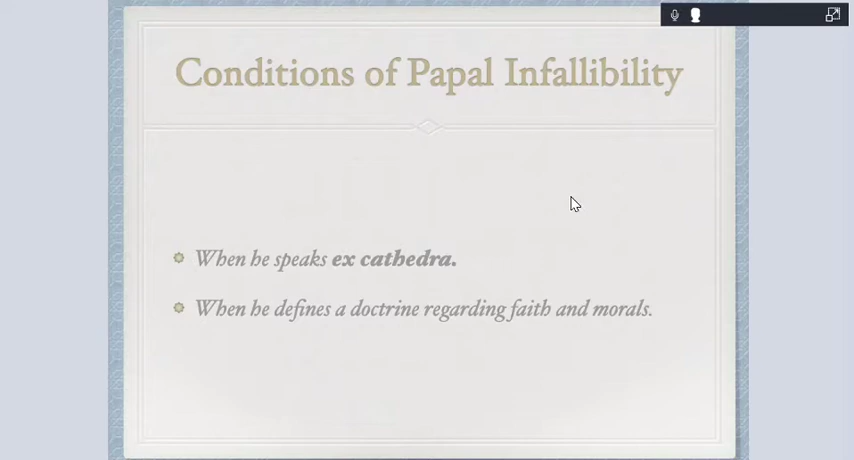 Conditions of Papal Infallibility
When he speaks ex cathedra.
When he defines a doctrine regarding faith and morals.